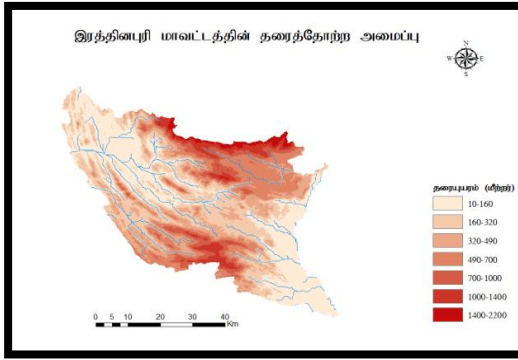 இரத்தினபுரி மாவட்டத்தின் தரைத்தோற்ற அமைப்பு
N
W E
S
தரையுயரம் (மீற்றர்)
10-160
160-320
320-490
490-700
700-1000
1000-1400
1400-2200
0 5 10 20 30 40
Km